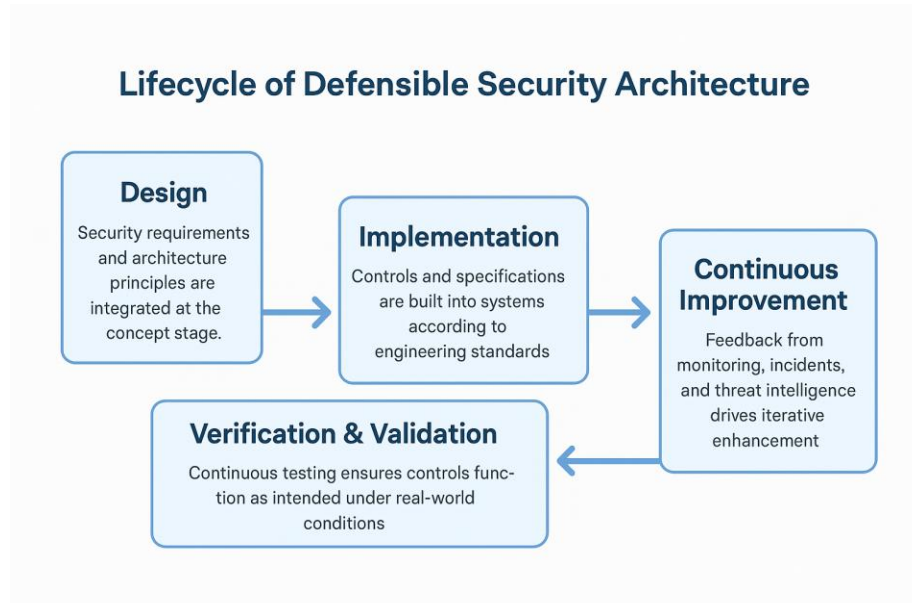 Lifecycle of Defensible Security Architecture
Design
Security requirements
and architecture
principles are
integrated at the
concept stage.
Implementation
Controls and specifications
are built into systems
according to
engineering standards
Continuous
Improvement
Feedback from
monitoring, incidents,
and threat intelligence
drives iterative
enhancement
Verification & Validation
Continuous testing ensures controls func-
tion as intended under real-world
conditions